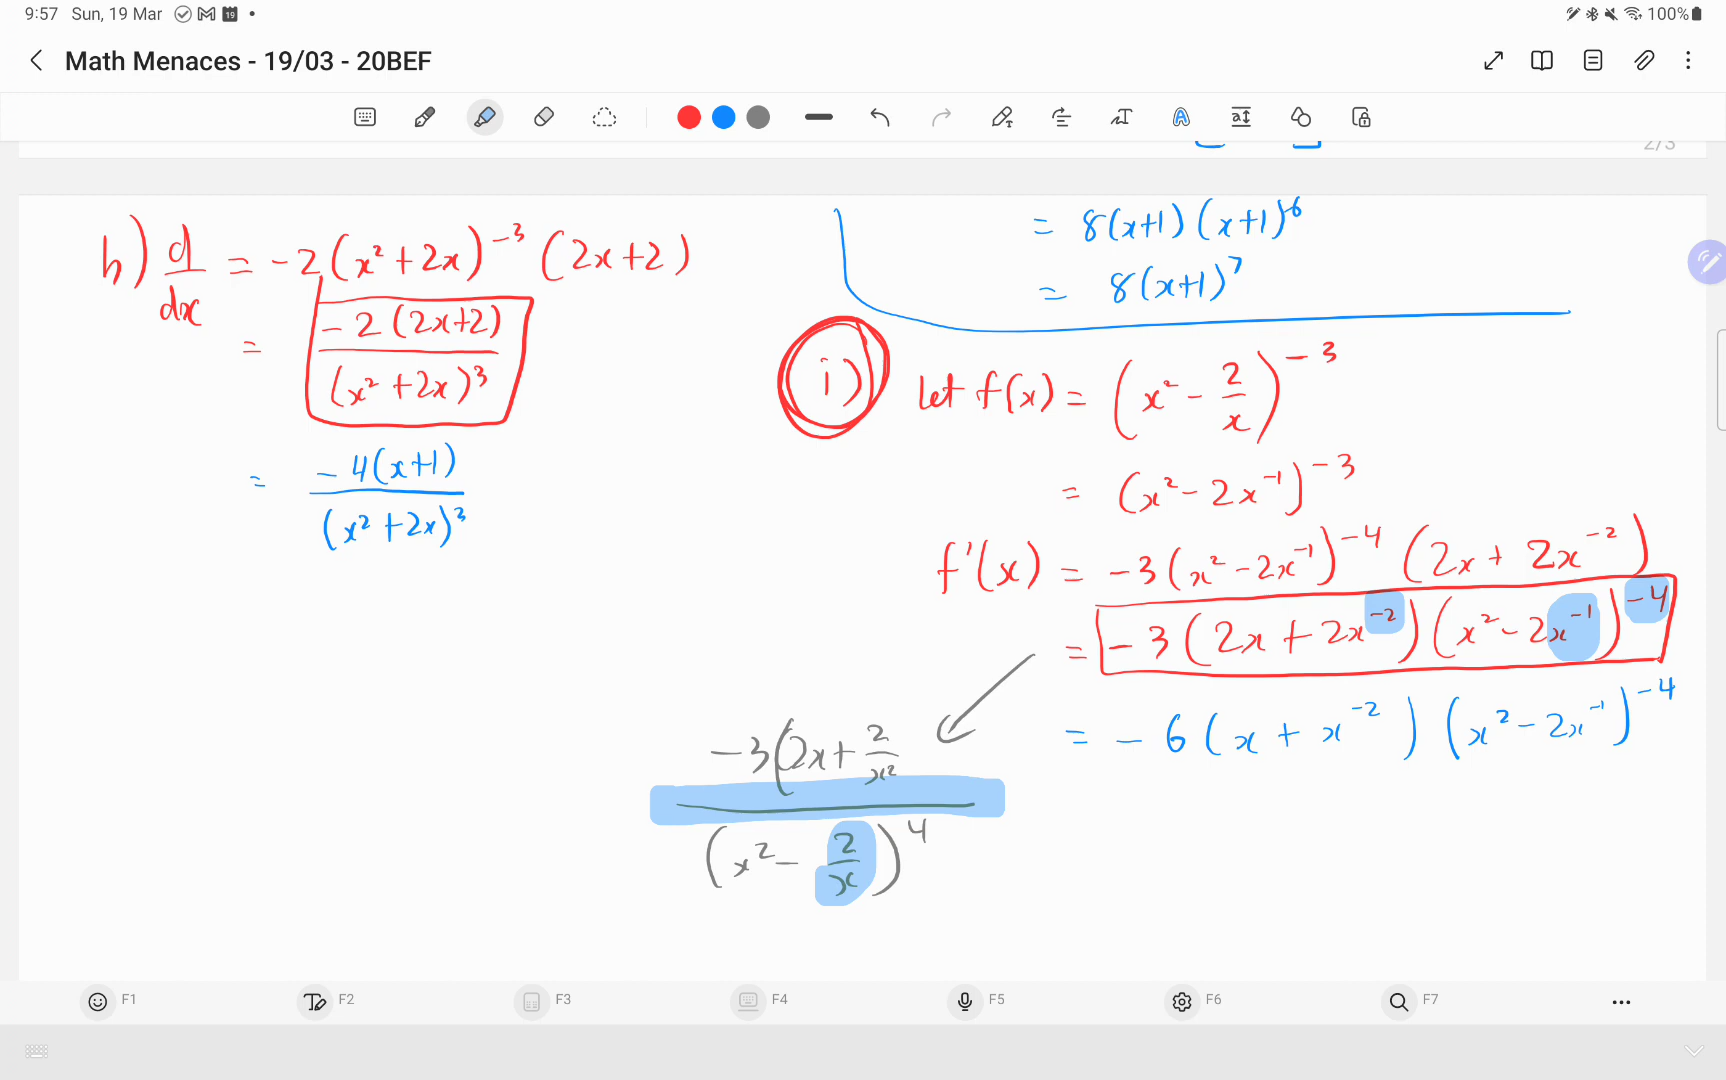 9:57 Sun, 19 Mar 19
100%
Math Menaces - 19/03 - 20BEF
2/3
h) d/dx = -2(x² + 2x)⁻³ (2x+2)
= -2(2x+2) / (x² + 2x)³
= -4(x+1) / (x² + 2x)³
= 8(x+1) (x+1)⁶
= 8(x+1)⁷
i) let f(x) = (x² - 2/x)⁻³
= (x² - 2x⁻¹)⁻³
f'(x) = -3(x² - 2x⁻¹)⁻⁴ (2x + 2x⁻²)
= -3(2x + 2x⁻²)(x² - 2x⁻¹)⁻⁴
= -6(x + x⁻²)(x² - 2x⁻¹)⁻⁴
-3(2x + 2/x² / (x² - 2/x)⁴
F1 F2 F3 F4 F5 F6 F7